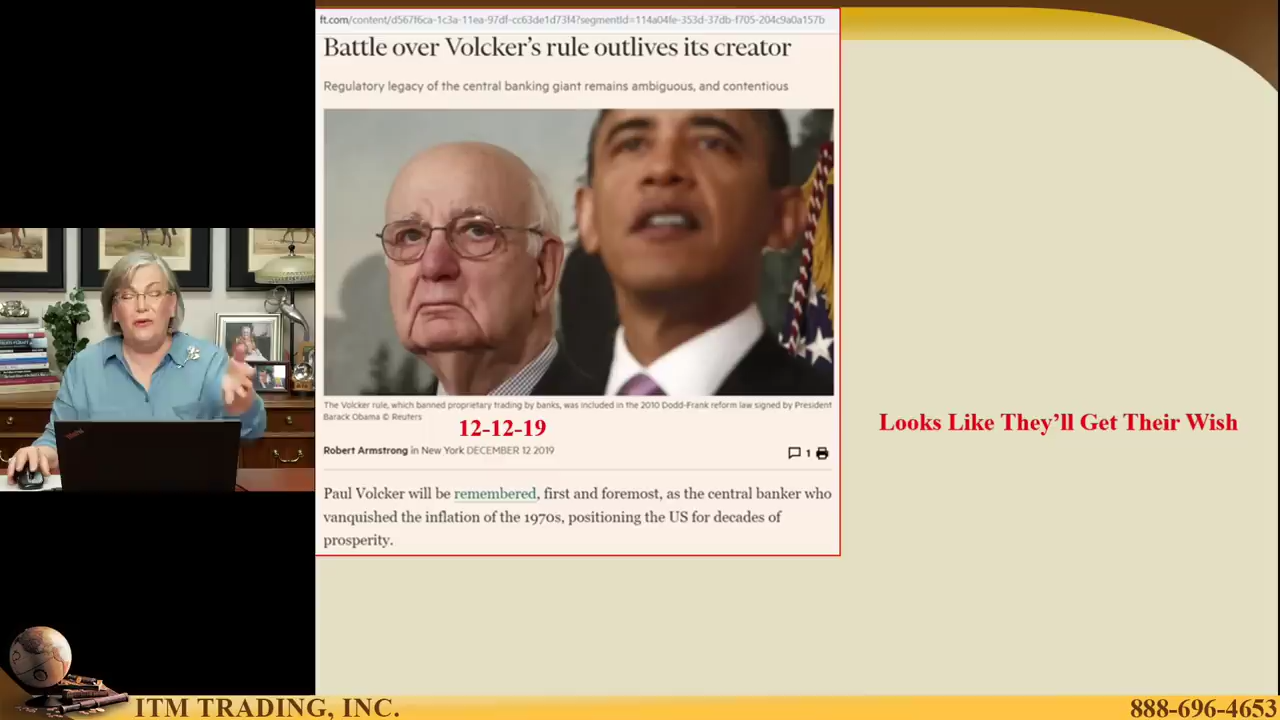 ft.com/content/d567f6ca-1c3a-11ea-97df-cc63de1d73f4?segmentId=114a04fe-353d-37db-f705-204c9a0a157b
Battle over Volcker's rule outlives its creator
Regulatory legacy of the central banking giant remains ambiguous, and contentious
The Volcker rule, which banned proprietary trading by banks, was included in the 2010 Dodd-Frank reform law signed by President
Barack Obama © Reuters
12-12-19
Robert Armstrong in New York DECEMBER 12 2019
1
Paul Volcker will be remembered, first and foremost, as the central banker who
vanquished the inflation of the 1970s, positioning the US for decades of
prosperity.
Looks Like They'll Get Their Wish
ITM TRADING, INC.
888-696-4653